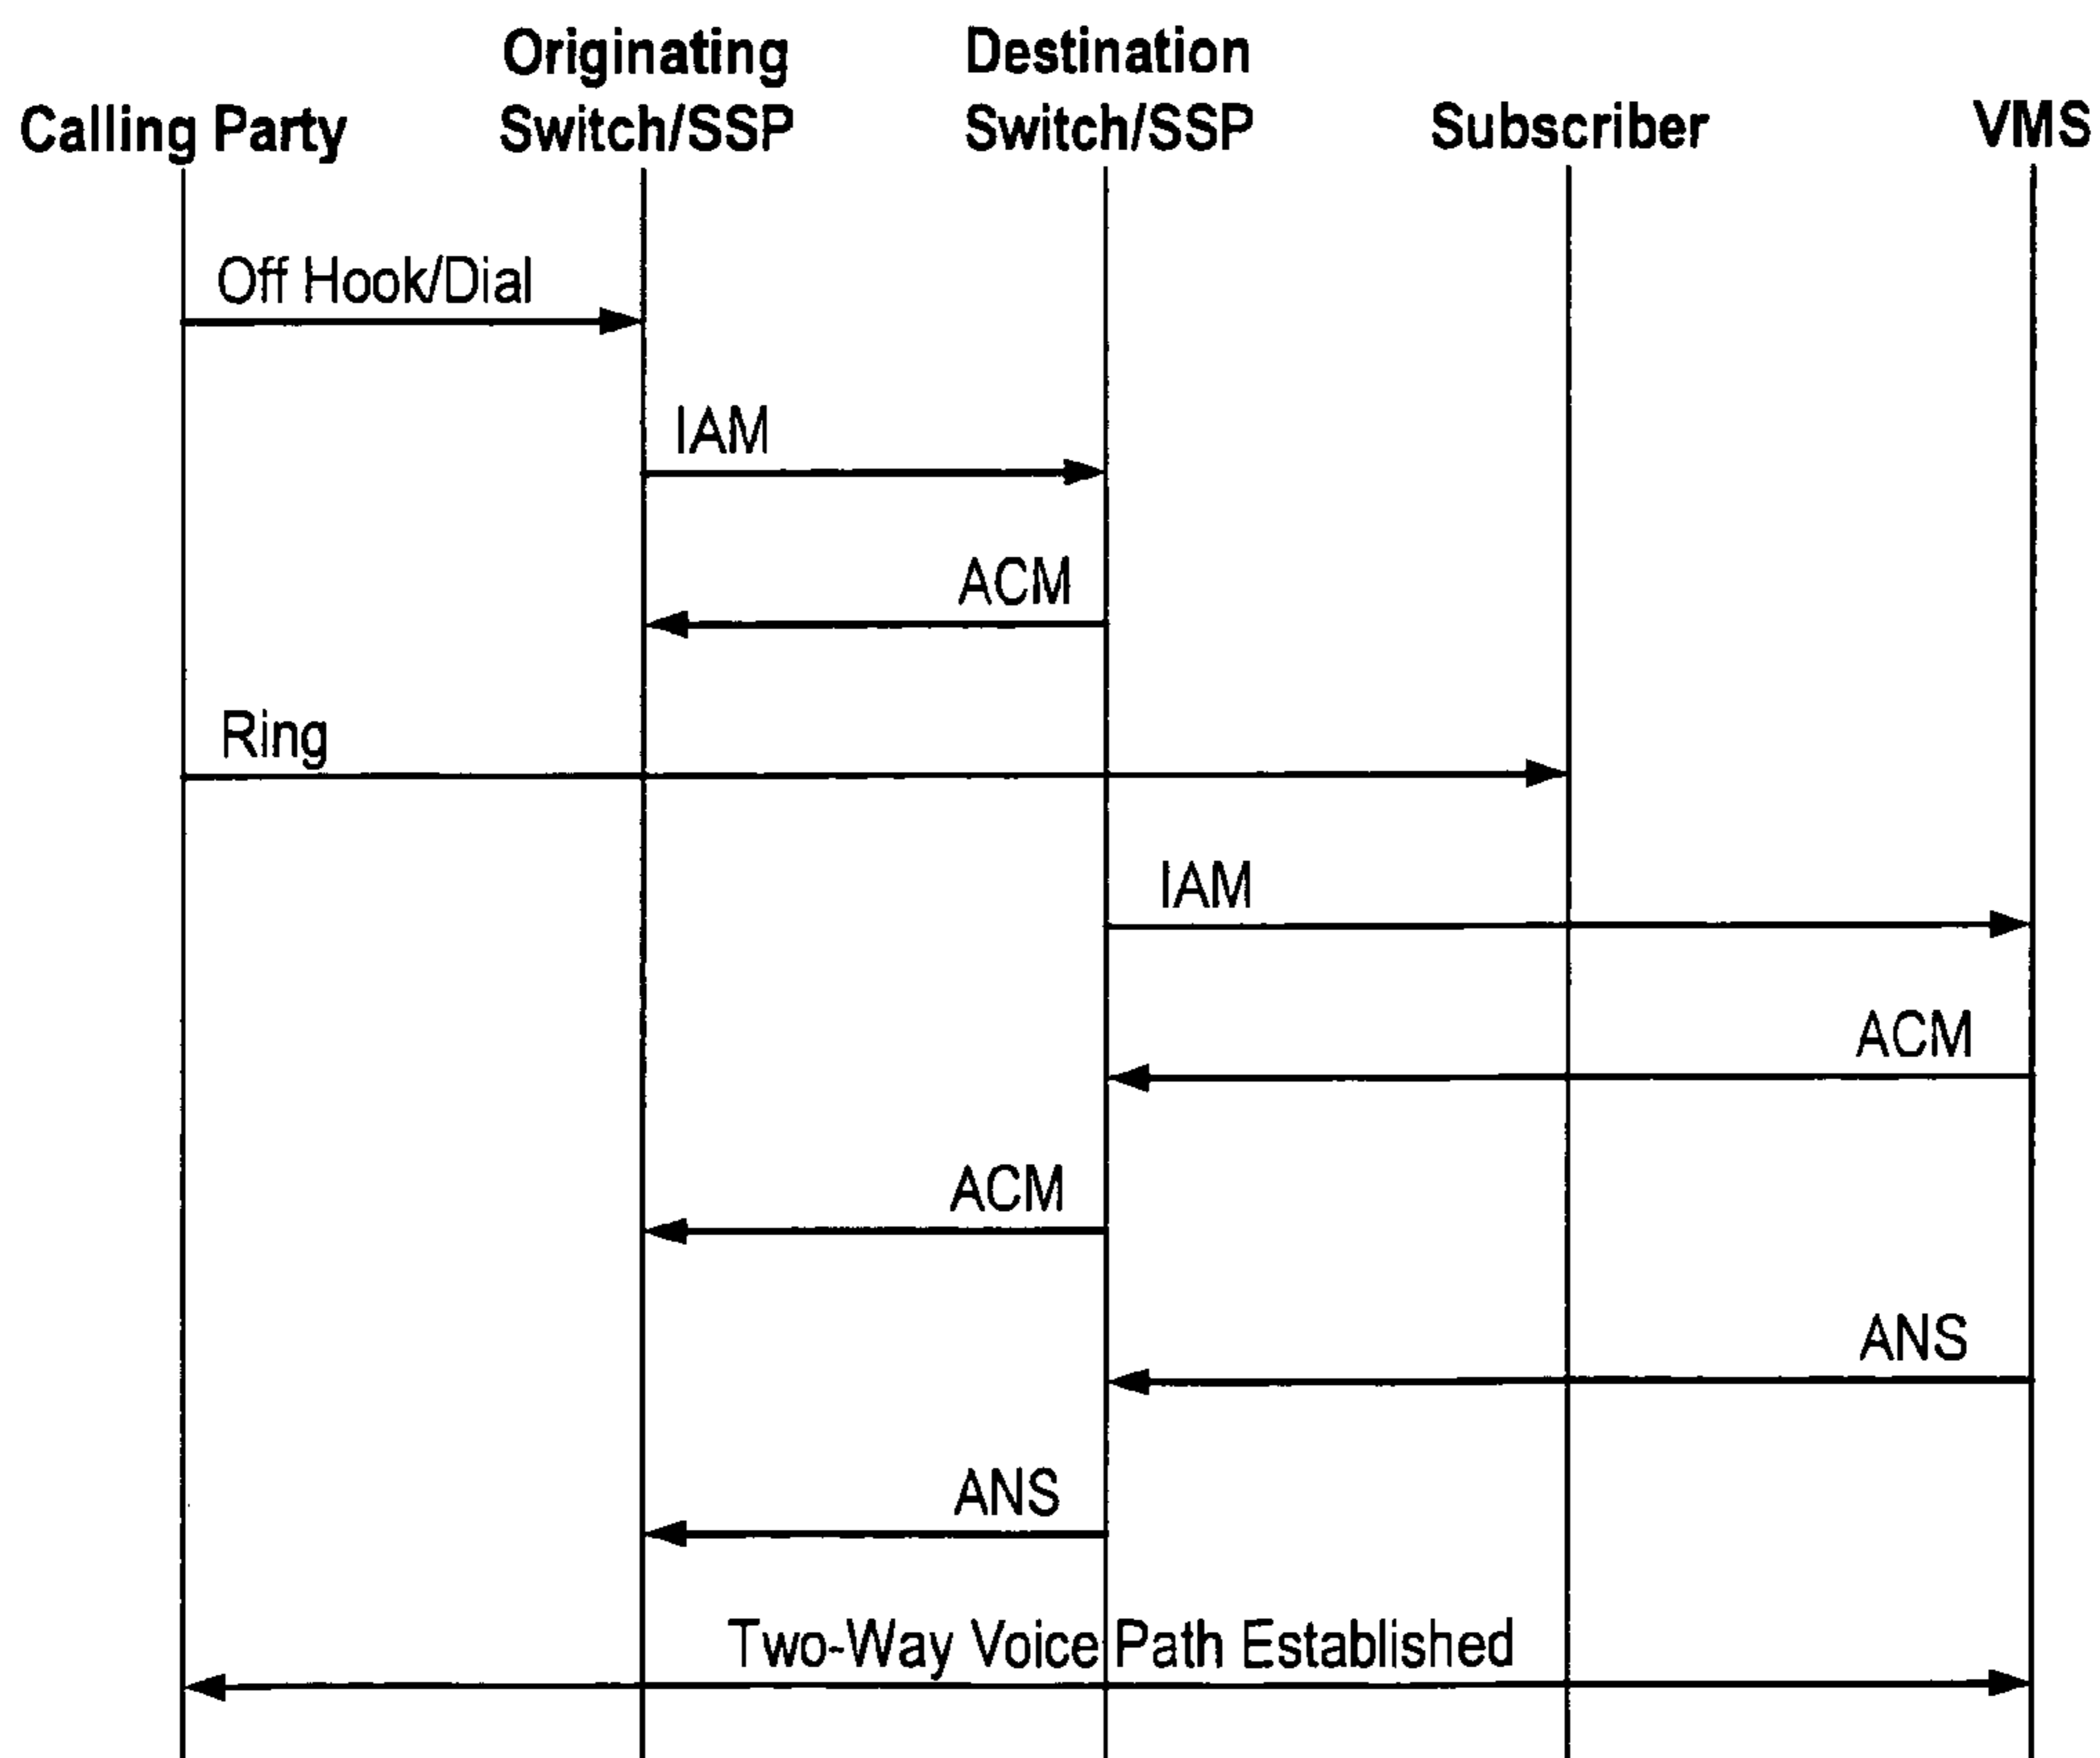 Calling Party
Originating
Switch/SSP
Destination
Switch/SSP
Subscriber
VMS
Off Hook/Dial
IAM
ACM
Ring
IAM
ACM
ACM
ANS
ANS
Two-Way Voice Path Established